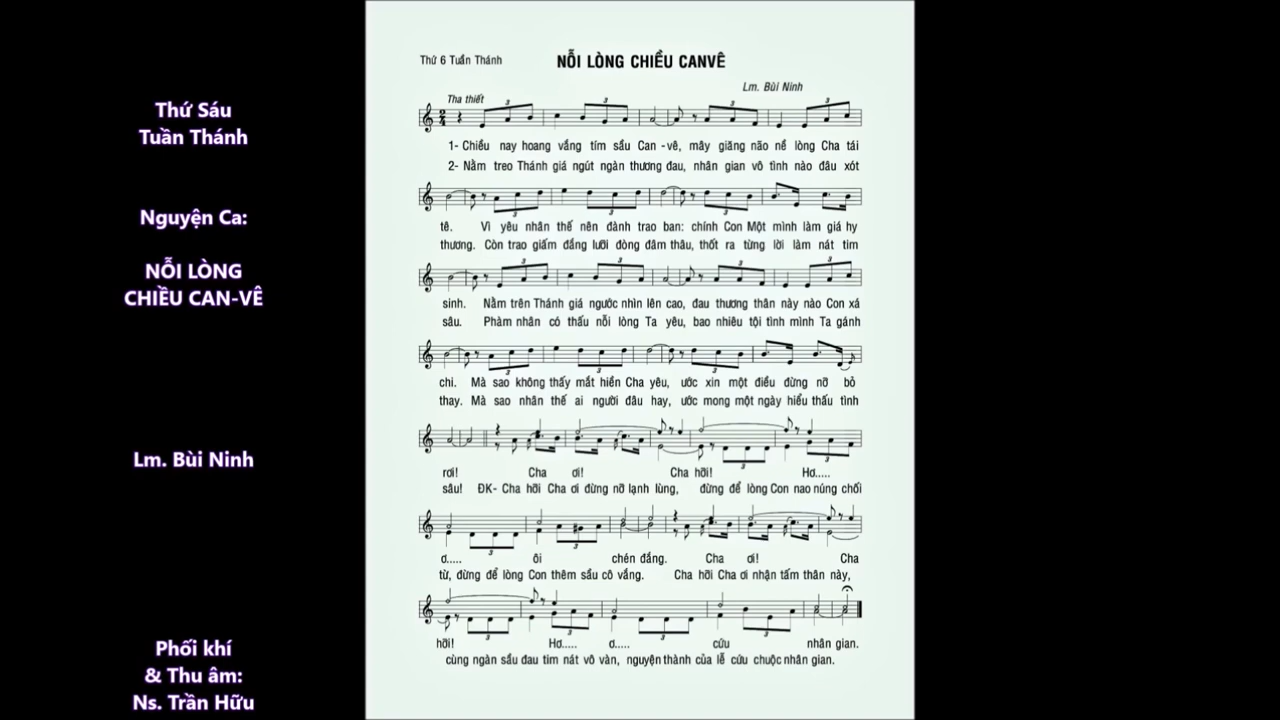 Thứ Sáu
Tuần Thánh
Nguyện Ca:
NỖI LÒNG
CHIỀU CAN-VÊ
Lm. Bùi Ninh
Phối khí
& Thu âm:
Ns. Trần Hữu
Thứ 6 Tuần Thánh
NỖI LÒNG CHIỀU CANVÊ
Lm. Bùi Ninh
Tha thiết
1- Chiều nay hoang vắng tím sầu Can -vê, mây giăng não nề lòng Cha tái
2- Nằm treo Thánh giá ngút ngàn thương đau, nhân gian vô tình nào đâu xót
tê. Vì yêu nhân thế nên đành trao ban: chính Con Một mình làm giá hy
thương. Còn trao giấm đắng lưỡi đòng đâm thâu, thốt ra từng lời làm nát tim
sinh. Nằm trên Thánh giá ngước nhìn lên cao, đau thương thân này nào Con xá
sâu. Phàm nhân có thấu nỗi lòng Ta yêu, bao nhiêu tội tình mình Ta gánh
chi. Mà sao không thấy mắt hiền Cha yêu, ước xin một điều đừng nỡ bỏ
thay. Mà sao nhân thế ai người đâu hay, ước mong một ngày hiểu thấu tình
rơi! Cha ơi! Cha hỡi! Hơ.....
sâu! ĐK- Cha hỡi Cha ơi đừng nỡ lạnh lùng, đừng để lòng Con nao núng chối
ơ..... ôi chén đắng. Cha ơi! Cha
từ, đừng để lòng Con thêm sầu cô vắng. Cha hỡi Cha ơi nhận tấm thân này,
hỡi! Hơ..... ơ..... cứu nhân gian.
cùng ngàn sầu đau tim nát vô vàn, nguyện thành của lễ cứu chuộc nhân gian.